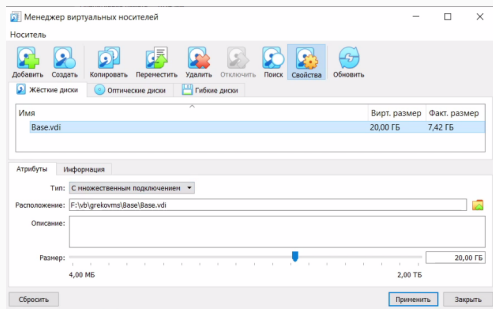 Менеджер виртуальных носителей
Носитель
Добавить Создать Копировать Переместить Удалить Отключить Поиск Свойства Обновить
Жёсткие диски Оптические диски Гибкие диски
Имя Вирт. размер Факт. размер
Base.vdi 20,00 ГБ 7,42 ГБ
Атрибуты Информация
Тип: С множественным подключением
Расположение: F:\vb\grekovms\Base\Base.vdi
Описание:
Размер: 20,00 ГБ
4,00 МБ 2,00 ТБ
Сбросить Применить Закрыть